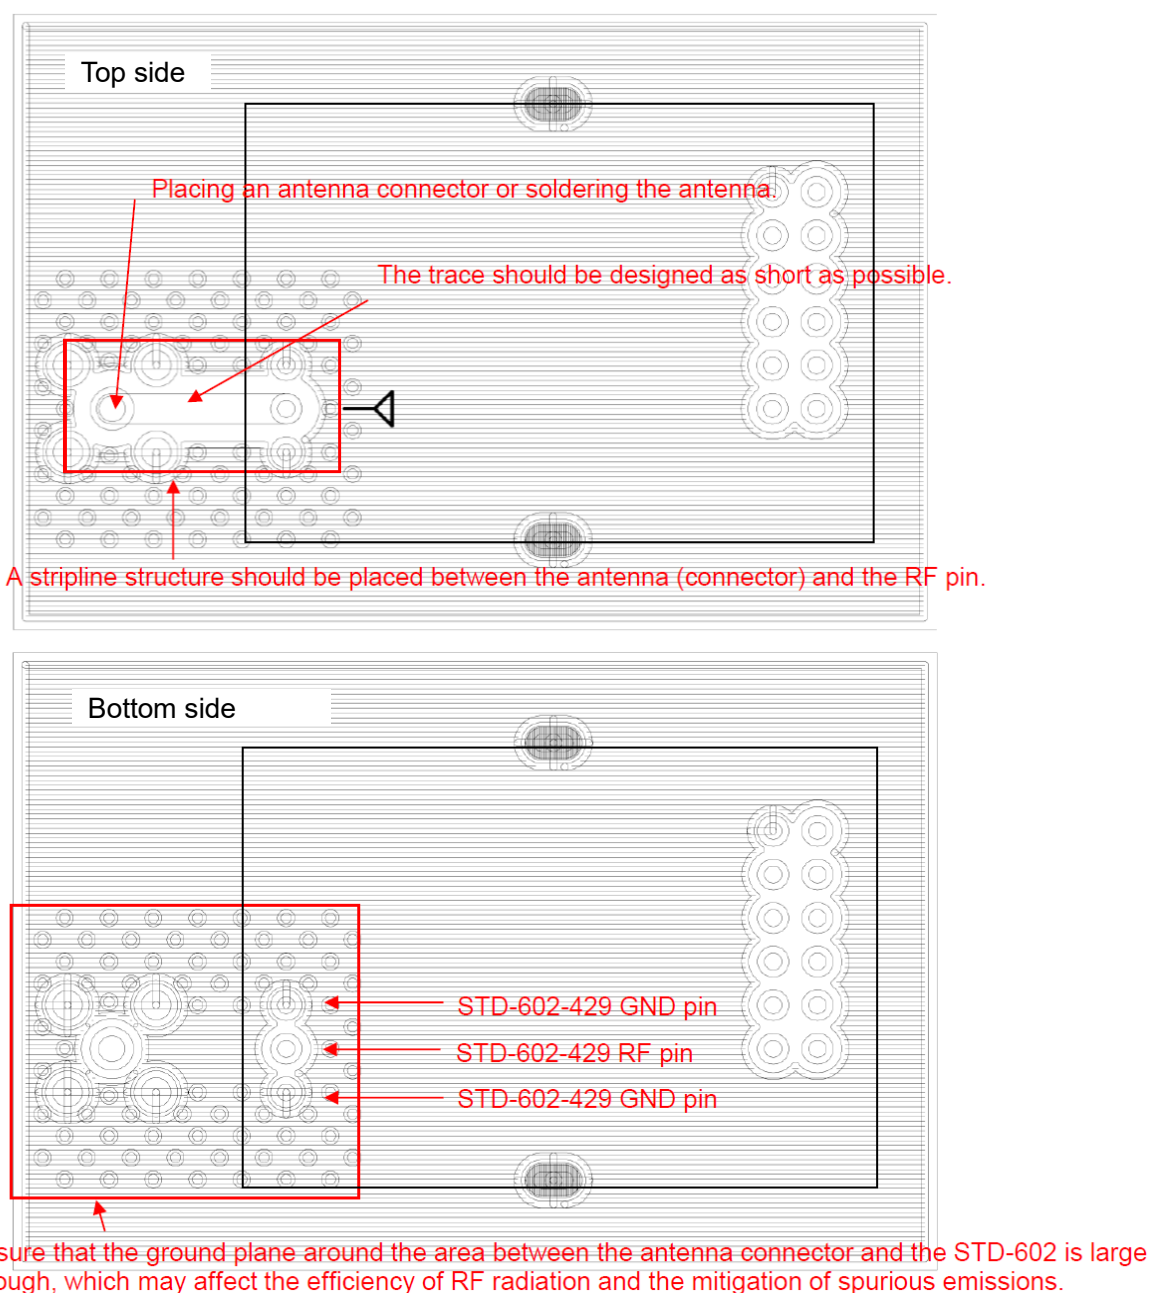 Top side
Placing an antenna connector or soldering the antenna.
The trace should be designed as short as possible.
A stripline structure should be placed between the antenna (connector) and the RF pin.
Bottom side
STD-602-429 GND pin
STD-602-429 RF pin
STD-602-429 GND pin
sure that the ground plane around the area between the antenna connector and the STD-602 is large
ough, which may affect the efficiency of RF radiation and the mitigation of spurious emissions.